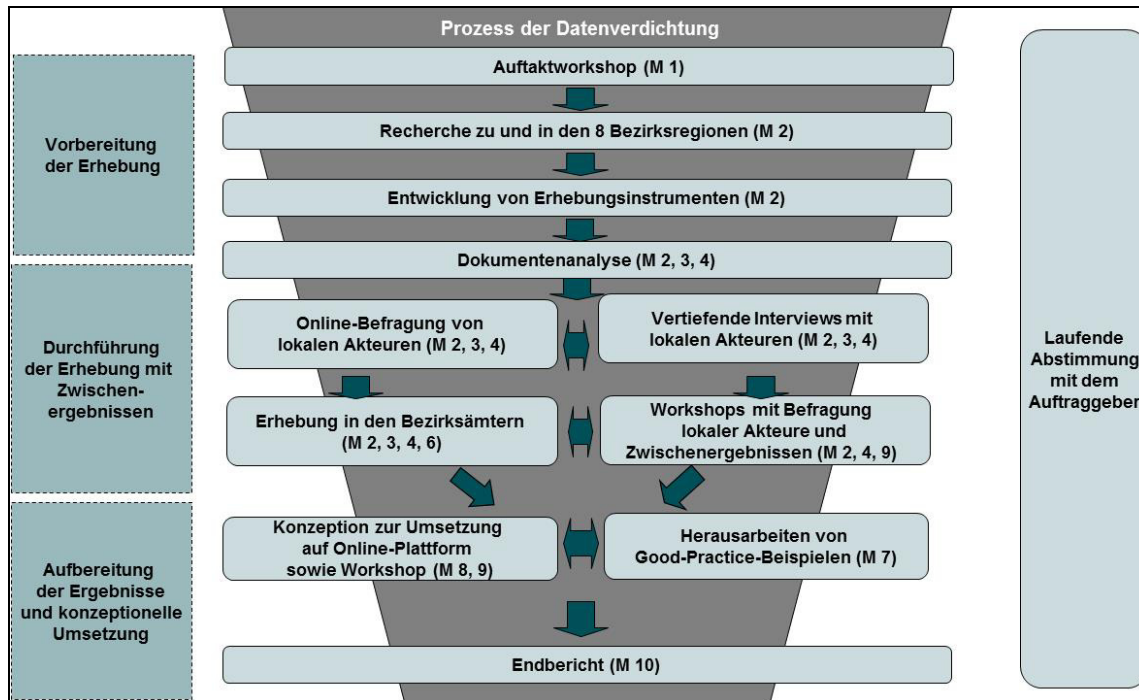 Prozess der Datenverdichtung
Auftaktworkshop (M 1)
Vorbereitung
der Erhebung
Recherche zu und in den 8 Bezirksregionen (M 2)
Entwicklung von Erhebungsinstrumenten (M 2)
Dokumentenanalyse (M 2, 3, 4)
Durchführung
der Erhebung mit
Zwischen-
ergebnissen
Online-Befragung von
lokalen Akteuren (M 2, 3, 4)
Vertiefende Interviews mit
lokalen Akteuren (M 2, 3, 4)
Erhebung in den Bezirksämtern
(M 2, 3, 4, 6)
Workshops mit Befragung
lokaler Akteure und
Zwischenergebnissen (M 2, 4, 9)
Aufbereitung
der Ergebnisse
und konzeptionelle
Umsetzung
Konzeption zur Umsetzung
auf Online-Plattform
sowie Workshop (M 8, 9)
Herausarbeiten von
Good-Practice-Beispielen (M 7)
Endbericht (M 10)
Laufende
Abstimmung
mit dem
Auftraggeber